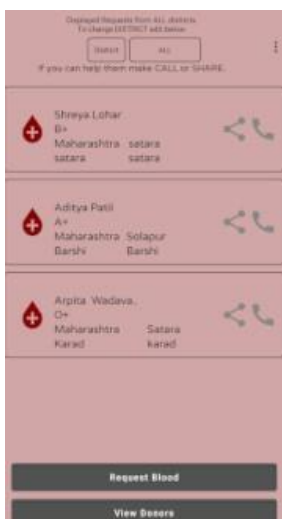 Displayed Requests from ALL districts.
To change DISTRICT edit below
District ALL
If you can help them make CALL or SHARE.
Shreya Lohar
B+
Maharashtra satara
satara satara
Aditya Patil
A+
Maharashtra Solapur
Barshi Barshi
Arpita Wadava.
O+
Maharashtra Satara
Karad karad
Request Blood
View Donors